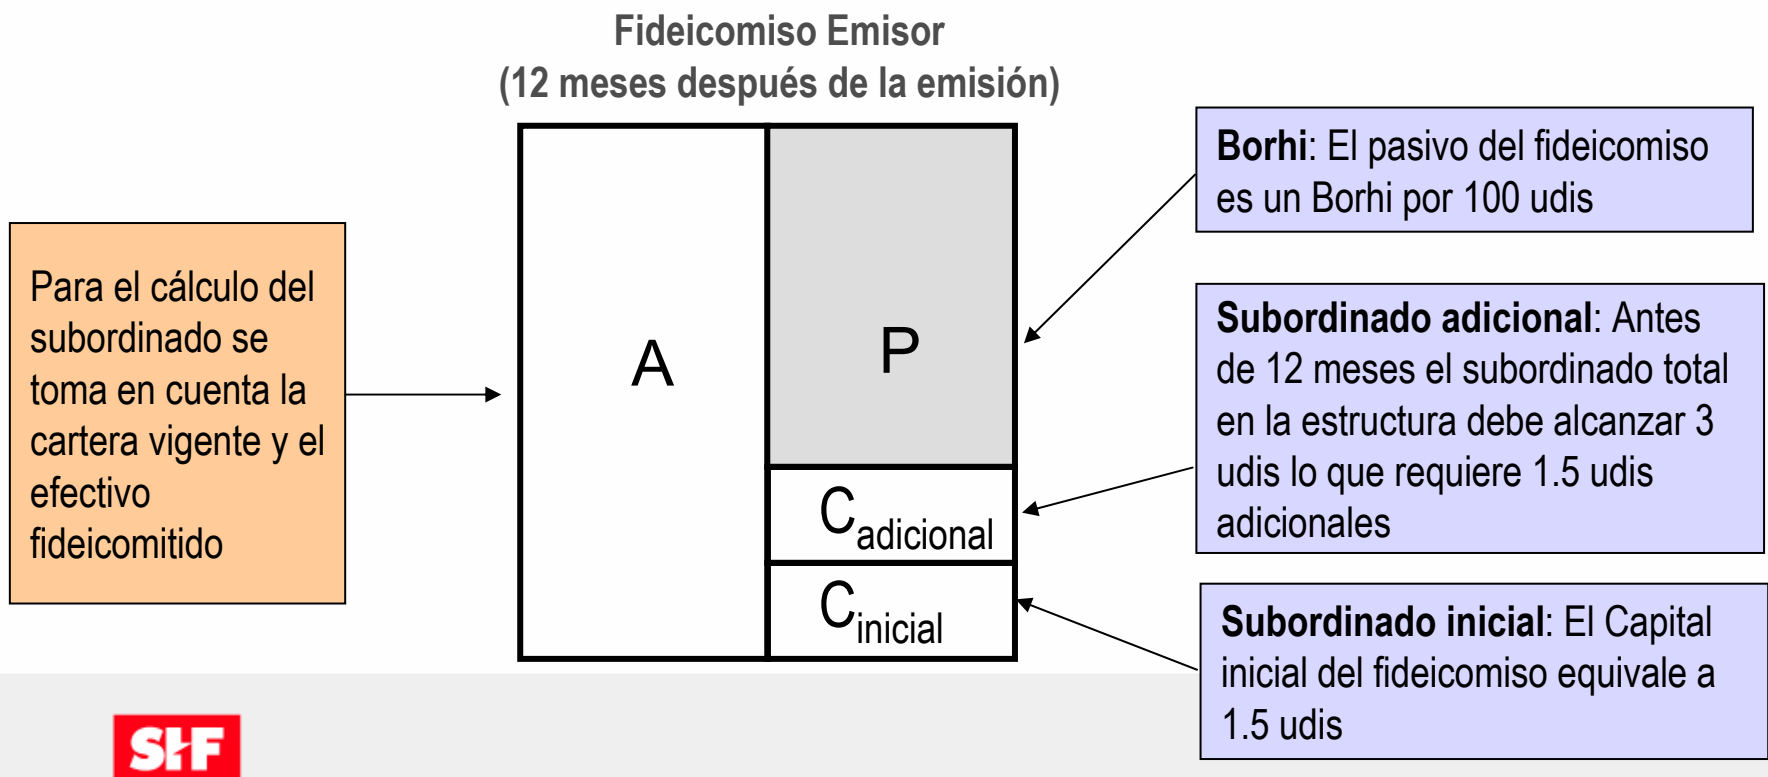 Fideicomiso Emisor
(12 meses después de la emisión)
Para el cálculo del
subordinado se
toma en cuenta la
cartera vigente y el
efectivo
fideicomitido
A
P
C adicional
C inicial
Borhi: El pasivo del fideicomiso
es un Borhi por 100 udis
Subordinado adicional: Antes
de 12 meses el subordinado total
en la estructura debe alcanzar 3
udis lo que requiere 1.5 udis
adicionales
Subordinado inicial: El Capital
inicial del fideicomiso equivale a
1.5 udis
SHF